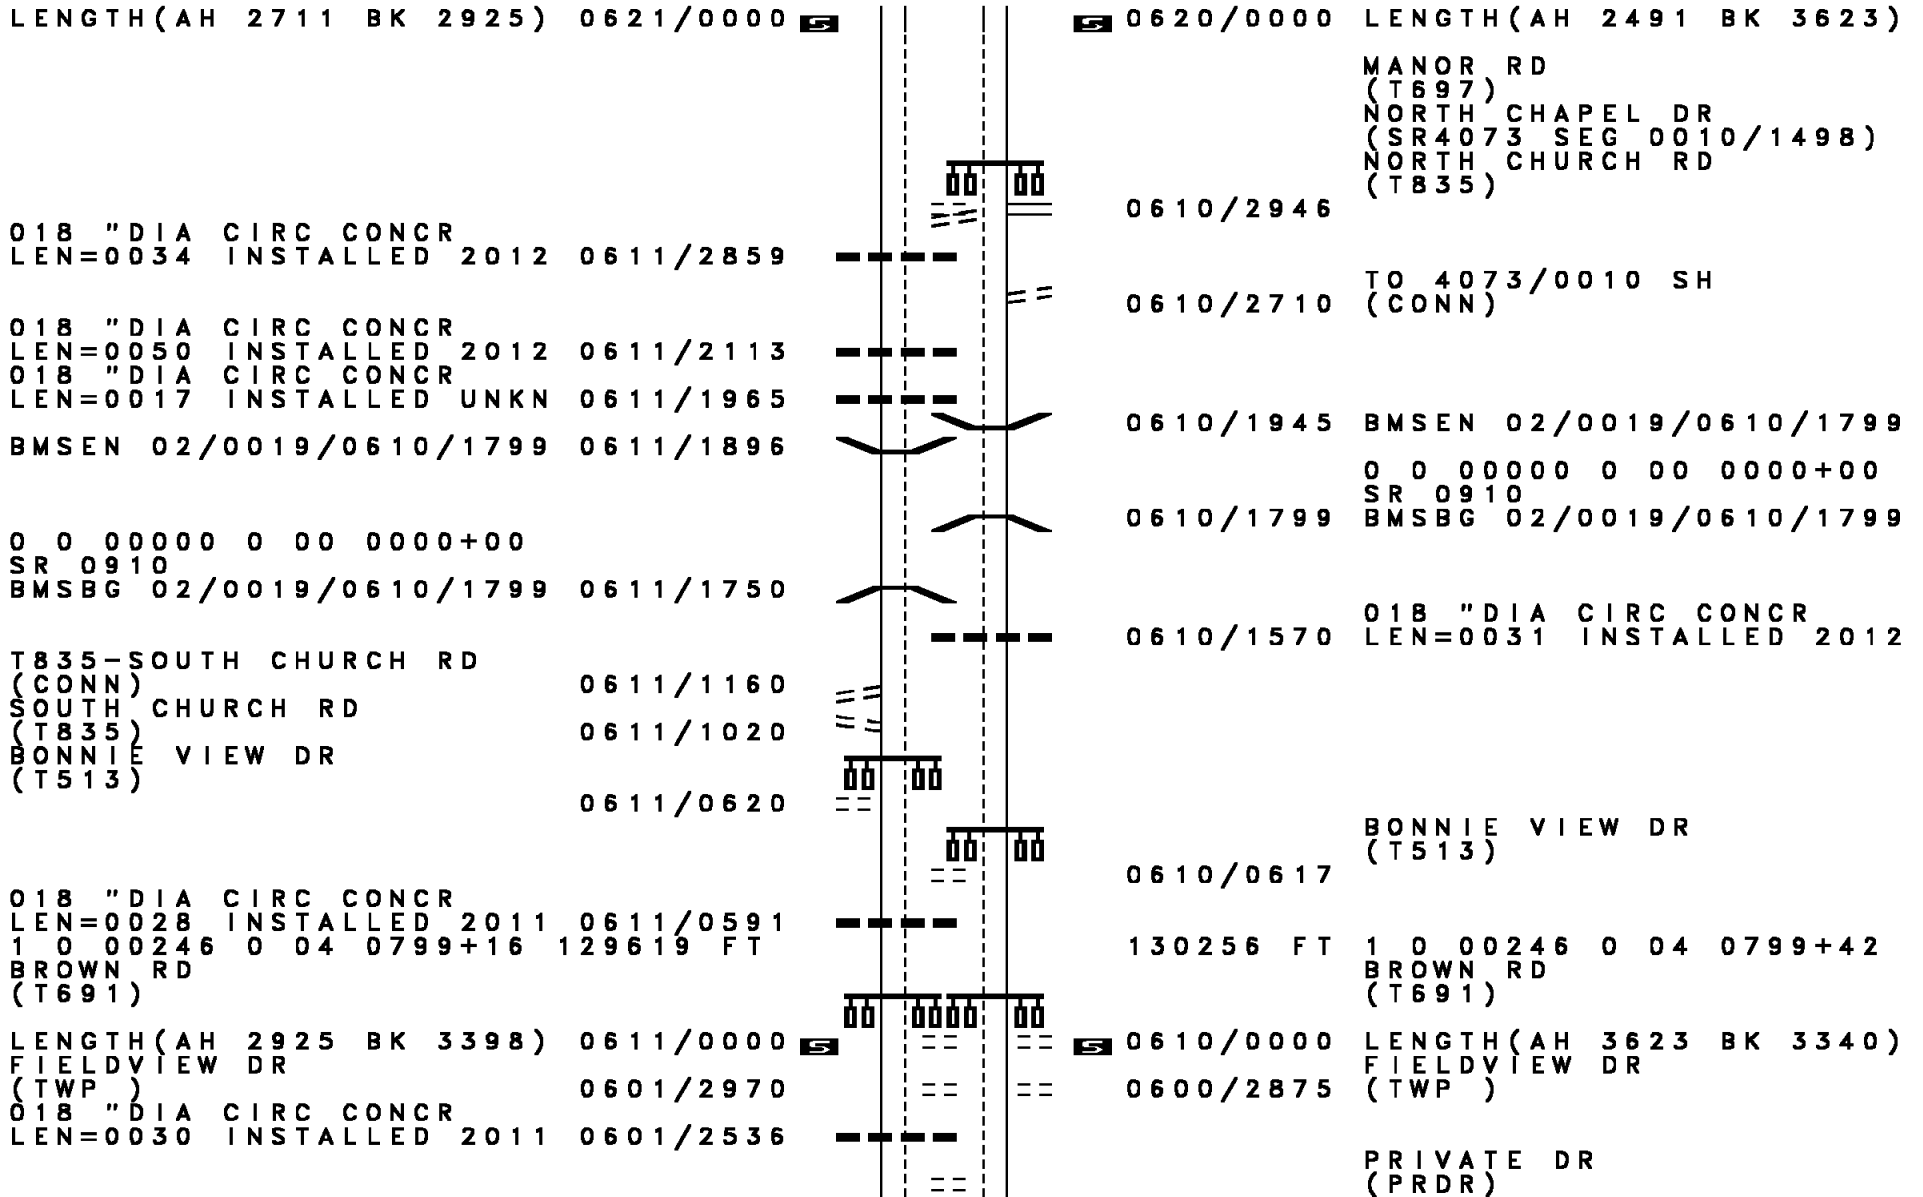 LENGTH(AH 2711 BK 2925) 0621/0000 S
S 0620/0000 LENGTH(AH 2491 BK 3623)
MANOR RD
(T697)
NORTH CHAPEL DR
(SR4073 SEG 0010/1498)
NORTH CHURCH RD
(T835)
0610/2946
018 "DIA CIRC CONCR
LEN=0034 INSTALLED 2012 0611/2859
TO 4073/0010 SH
0610/2710 (CONN)
018 "DIA CIRC CONCR
LEN=0050 INSTALLED 2012 0611/2113
018 "DIA CIRC CONCR
LEN=0017 INSTALLED UNKN 0611/1965
0610/1945 BMSEN 02/0019/0610/1799
BMSEN 02/0019/0610/1799 0611/1896
0 0 00000 0 00 0000+00
SR 0910
0610/1799 BMSBG 02/0019/0610/1799
0 0 00000 0 00 0000+00
SR 0910
BMSBG 02/0019/0610/1799 0611/1750
018 "DIA CIRC CONCR
0610/1570 LEN=0031 INSTALLED 2012
T835-SOUTH CHURCH RD
(CONN) 0611/1160
SOUTH CHURCH RD
(T835) 0611/1020
BONNIE VIEW DR
(T513)
0611/0620
BONNIE VIEW DR
(T513)
0610/0617
018 "DIA CIRC CONCR
LEN=0028 INSTALLED 2011 0611/0591
1 0 00246 0 04 0799+16 129619 FT
130256 FT 1 0 00246 0 04 0799+42
BROWN RD
(T691)
BROWN RD
(T691)
LENGTH(AH 2925 BK 3398) 0611/0000 S
S 0610/0000 LENGTH(AH 3623 BK 3340)
FIELDVIEW DR
(TWP ) 0601/2970
FIELDVIEW DR
0600/2875 (TWP )
018 "DIA CIRC CONCR
LEN=0030 INSTALLED 2011 0601/2536
PRIVATE DR
(PRDR)